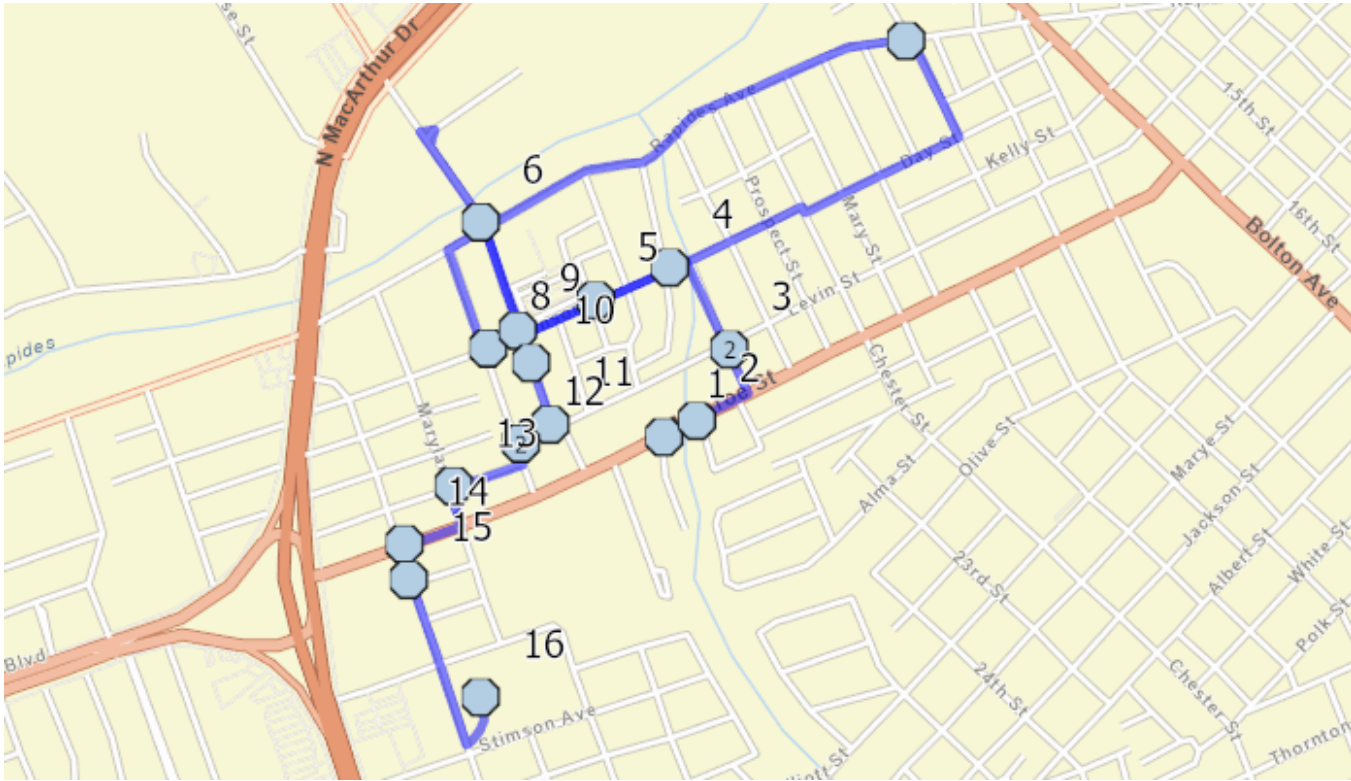 N MacArthur Dr
Rapides Ave
15th St
Kelly St
Day St
6
Prospect St
Mary St
4
16th St
5
Bolton Ave
9
8
10
3
Levin St
11
12
1
2
2
Chester St
13
2
Olive St
Marye St
Alma St
14
Jackson St
15
White St
Albert St
23rd St
16
Polk St
Blvd
24th St
Chester St
Stimson Ave